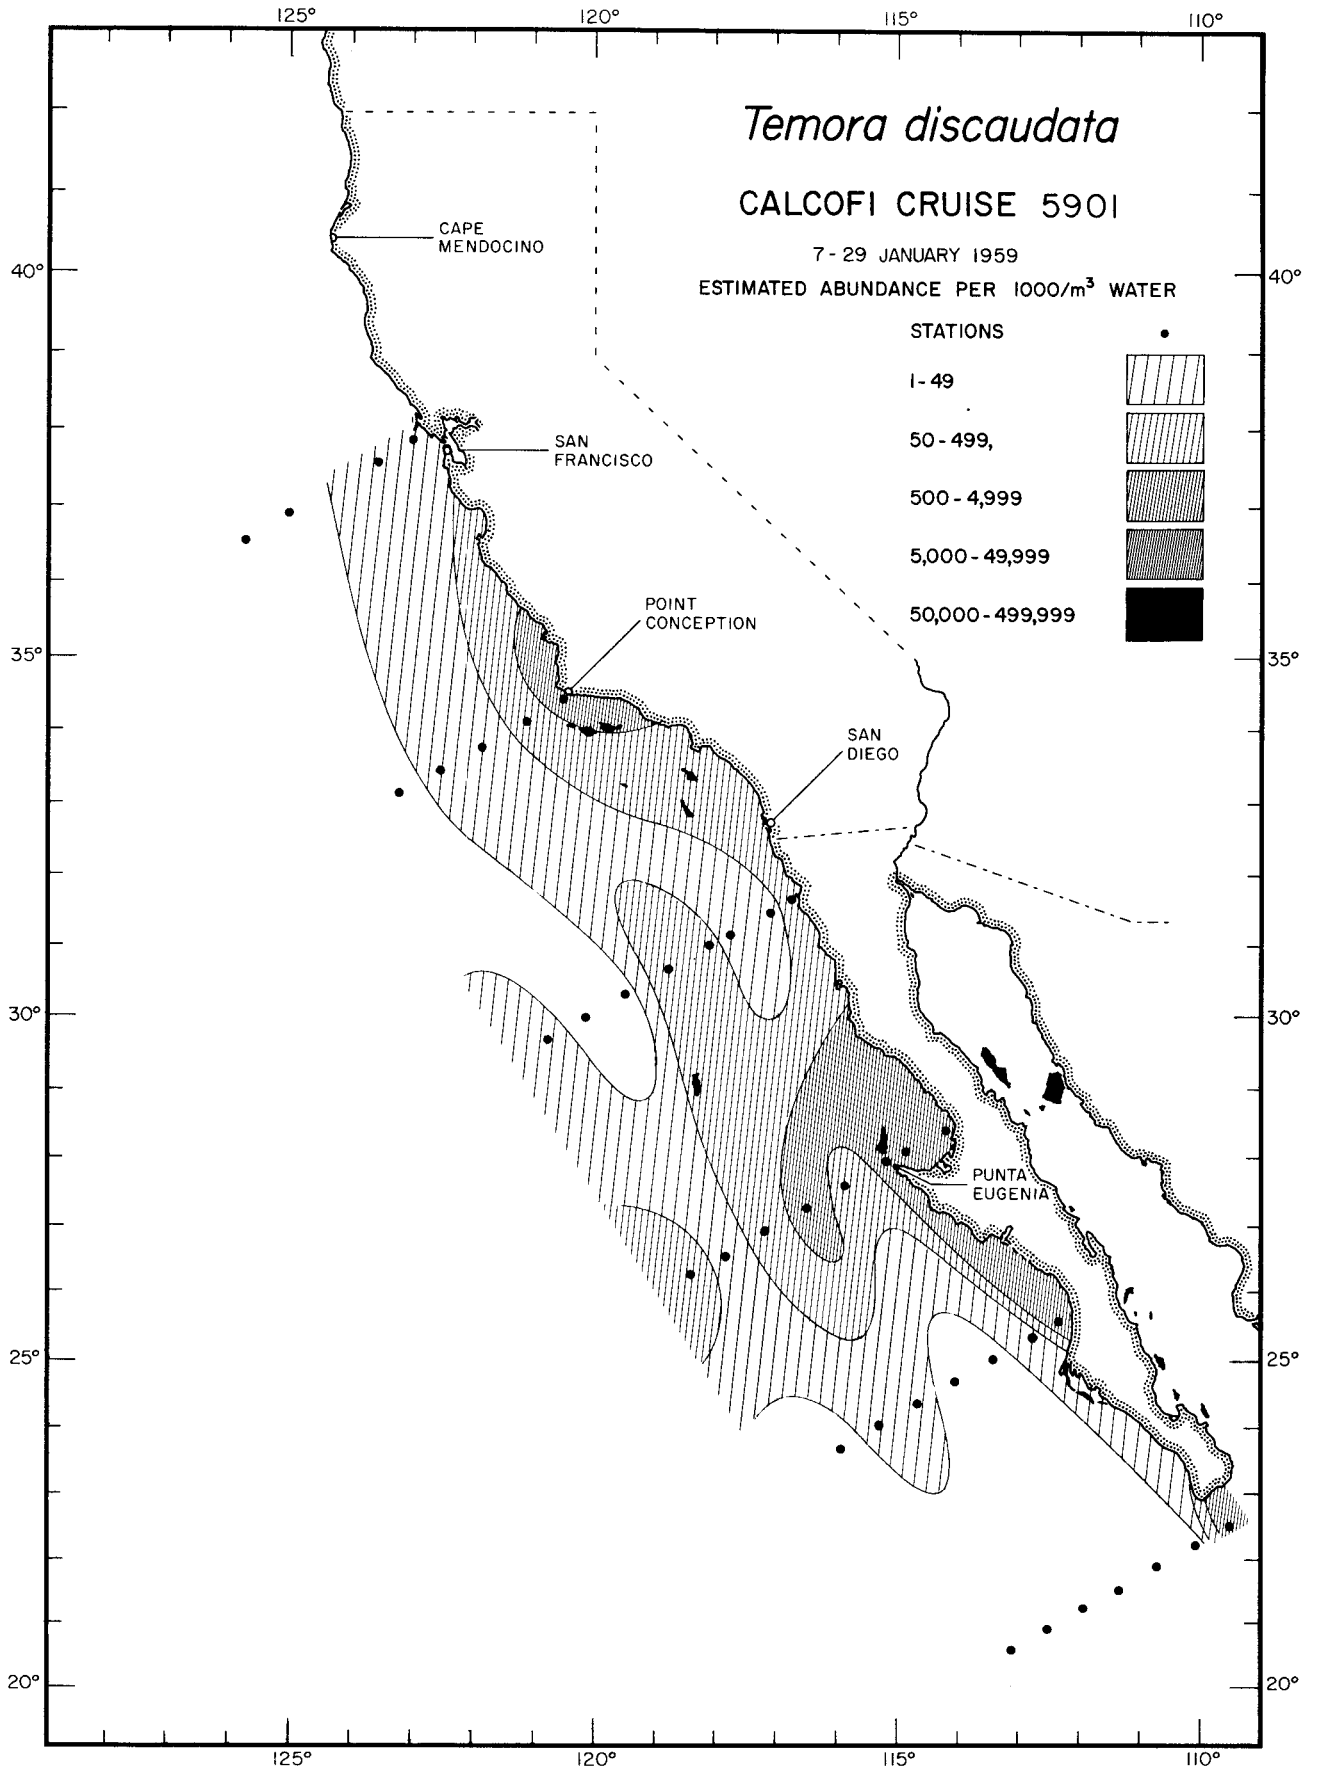 125° 120° 115° 110°
Temora discaudata
CALCOFI CRUISE 5901
7-29 JANUARY 1959
ESTIMATED ABUNDANCE PER 1000/m³ WATER
STATIONS
1-49
50-499,
500-4,999
5,000-49,999
50,000-499,999
CAPE
MENDOCINO
40° 40°
SAN
FRANCISCO
POINT
CONCEPTION
35° 35°
SAN
DIEGO
30° 30°
PUNTA
EUGENIA
25° 25°
20° 20°
125° 120° 115° 110°